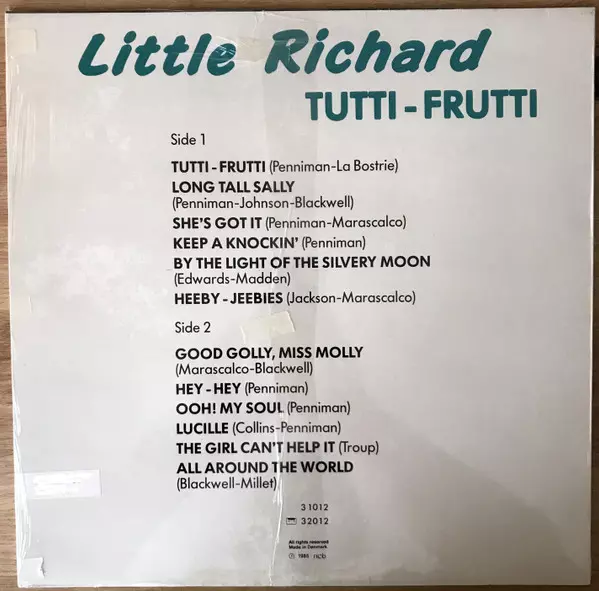 Little Richard
TUTTI-FRUTTI
Side 1
TUTTI-FRUTTI (Penniman-La Bostrie)
LONG TALL SALLY
(Penniman-Johnson-Blackwell)
SHE'S GOT IT (Penniman-Marascalco)
KEEP A KNOCKIN' (Penniman)
BY THE LIGHT OF THE SILVERY MOON
(Edwards-Madden)
HEEBY-JEEBIES (Jackson-Marascalco)
Side 2
GOOD GOLLY, MISS MOLLY
(Marascalco-Blackwell)
HEY-HEY (Penniman)
OOH! MY SOUL (Penniman)
LUCILLE (Collins-Penniman)
THE GIRL CAN'T HELP IT (Troup)
ALL AROUND THE WORLD
(Blackwell-Millet)
31012
32012
All rights reserved
Made in Denmark
℗ 1985 ncb